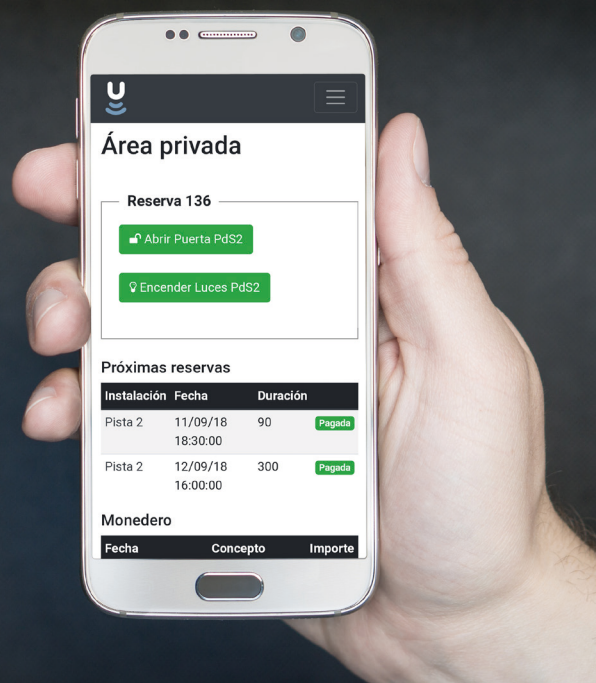 Área privada
Reserva 136
Abrir Puerta PdS2
Encender Luces PdS2
Próximas reservas
Instalación Fecha Duración
Pista 2 11/09/18 90 Pagada
18:30:00
Pista 2 12/09/18 300 Pagada
16:00:00
Monedero
Fecha Concepto Importe